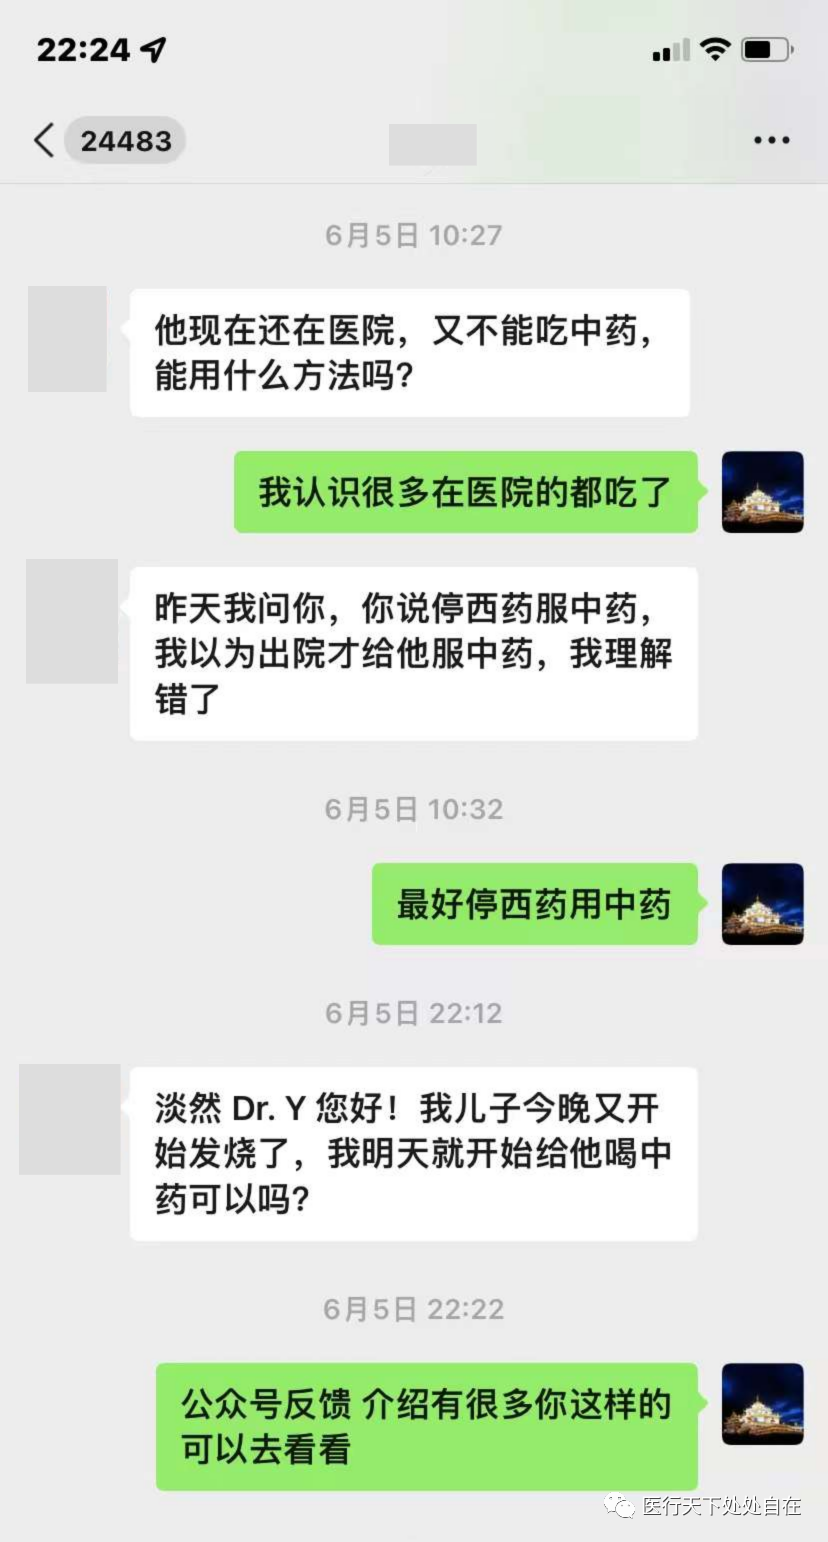 22:24
24483
6月5日 10:27
他现在还在医院，又不能吃中药，
能用什么方法吗？
我认识很多在医院的都吃了
昨天我问你，你说停西药服中药，
我以为出院才给他服中药，我理解
错了
6月5日 10:32
最好停西药用中药
6月5日 22:12
淡然 Dr. Y 您好！我儿子今晚又开
始发烧了，我明天就开始给他喝中
药可以吗？
6月5日 22:22
公众号反馈 介绍有很多你这样的
可以去看看
医行天下处处自在